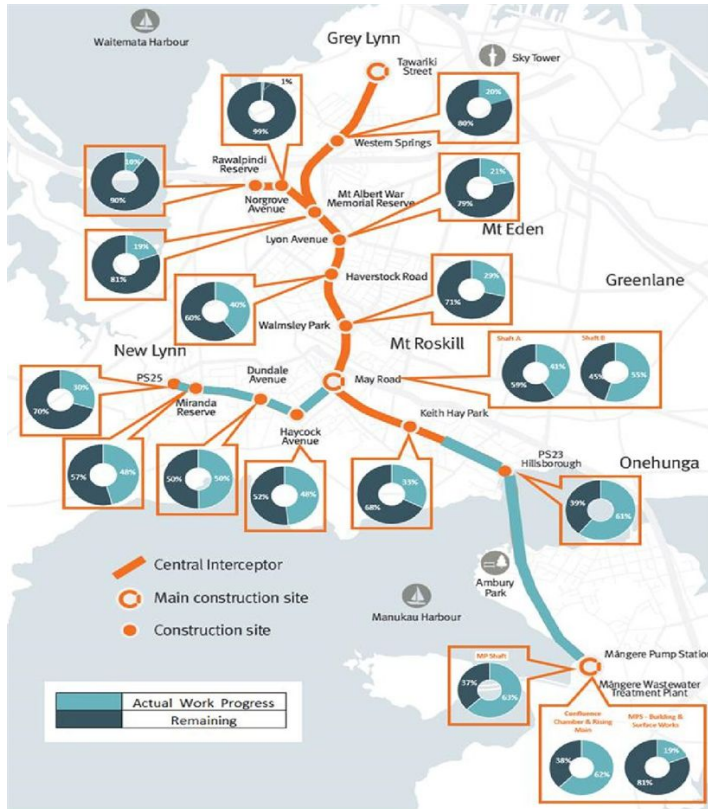 Waitemata Harbour
Grey Lynn
Tawariki
Street
Sky Tower
1%
99%
20%
80%
Western Springs
Rawalpindi
Reserve
10%
90%
Norgrove
Avenue
Mt Albert War
Memorial Reserve
21%
79%
Mt Eden
Lyon Avenue
19%
81%
Haverstock Road
Greenlane
40%
60%
29%
71%
Walmsley Park
Mt Roskill
New Lynn
Shaft A
Shaft B
41%
59%
55%
45%
PS25
Dundale
Avenue
May Road
30%
70%
Miranda
Reserve
Haycock
Avenue
Keith Hay Park
PS23
Hillsborough
Onehunga
48%
57%
50%
50%
48%
52%
33%
68%
39%
61%
Central Interceptor
Main construction site
Construction site
Ambury
Park
Manukau Harbour
Māngere Pump Station
Māngere Wastewater
Treatment Plant
MP Shaft
37%
63%
Actual Work Progress
Remaining
Confluence
Chamber & Rising
Main
MPS - Building &
Surface Works
38%
62%
19%
81%